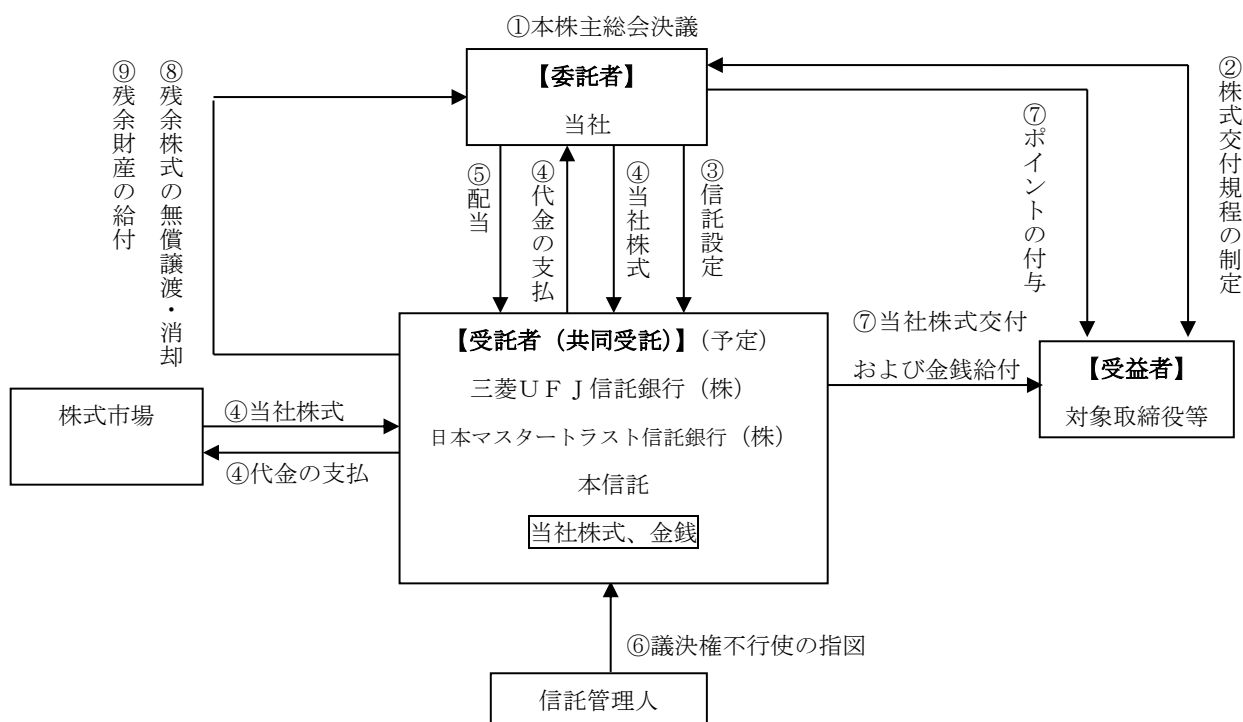 ①本株主総会決議
【委託者】
当社
⑨残余財産の給付
⑧残余株式の無償譲渡・消却
⑤配当
④代金の支払
④当社株式
③信託設定
⑦ポイントの付与
②株式交付規程の制定
【受託者（共同受託）】（予定）
三菱ＵＦＪ信託銀行（株）
日本マスタートラスト信託銀行（株）
本信託
当社株式、金銭
⑦当社株式交付
および金銭給付
【受益者】
対象取締役等
株式市場
④当社株式
④代金の支払
⑥議決権不行使の指図
信託管理人